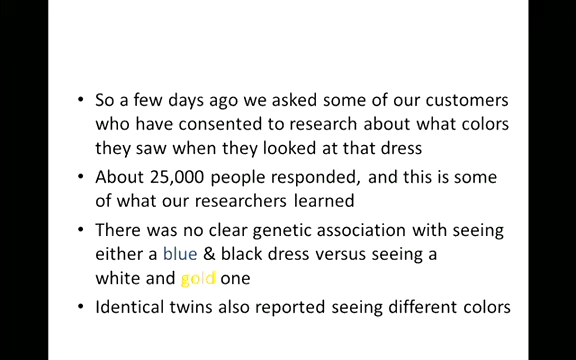 • So a few days ago we asked some of our customers
who have consented to research about what colors
they saw when they looked at that dress
• About 25,000 people responded, and this is some
of what our researchers learned
• There was no clear genetic association with seeing
either a blue & black dress versus seeing a
white and gold one
• Identical twins also reported seeing different colors